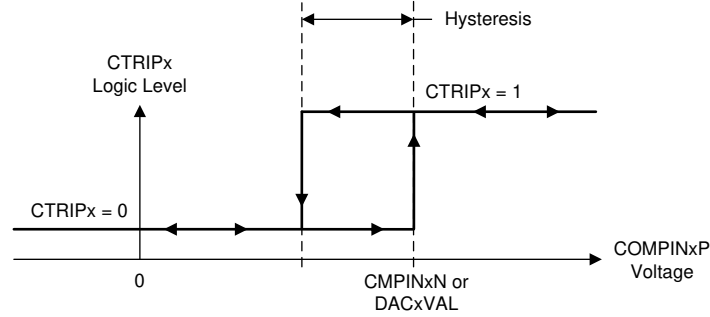 Hysteresis
CTRIPx
Logic Level
CTRIPx = 1
CTRIPx = 0
COMPINxP
Voltage
0
CMPINxN or
DACxVAL